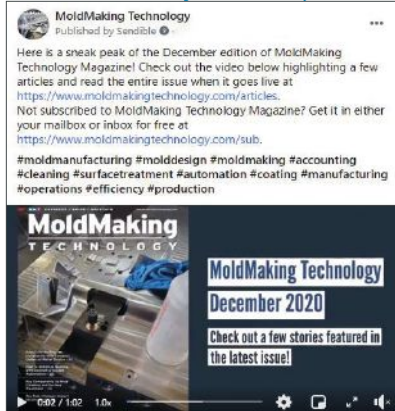 MoldMaking Technology
Published by Sendible
Here is a sneak peak of the December edition of MoldMaking
Technology Magazine! Check out the video below highlighting a few
articles and read the entire issue when it goes live at
https://www.moldmakingtechnology.com/articles.
Not subscribed to MoldMaking Technology Magazine? Get it in either
your mailbox or inbox for free at
https://www.moldmakingtechnology.com/sub.
#moldmanufacturing #molddesign #moldmaking #accounting
#cleaning #surfacetreatment #automation #coating #manufacturing
#operations #efficiency #production
MoldMaking
TECHNOLOGY
MoldMaking Technology
December 2020
Check out a few stories featured in
the latest issue!
0:02 / 1:02 1.0x